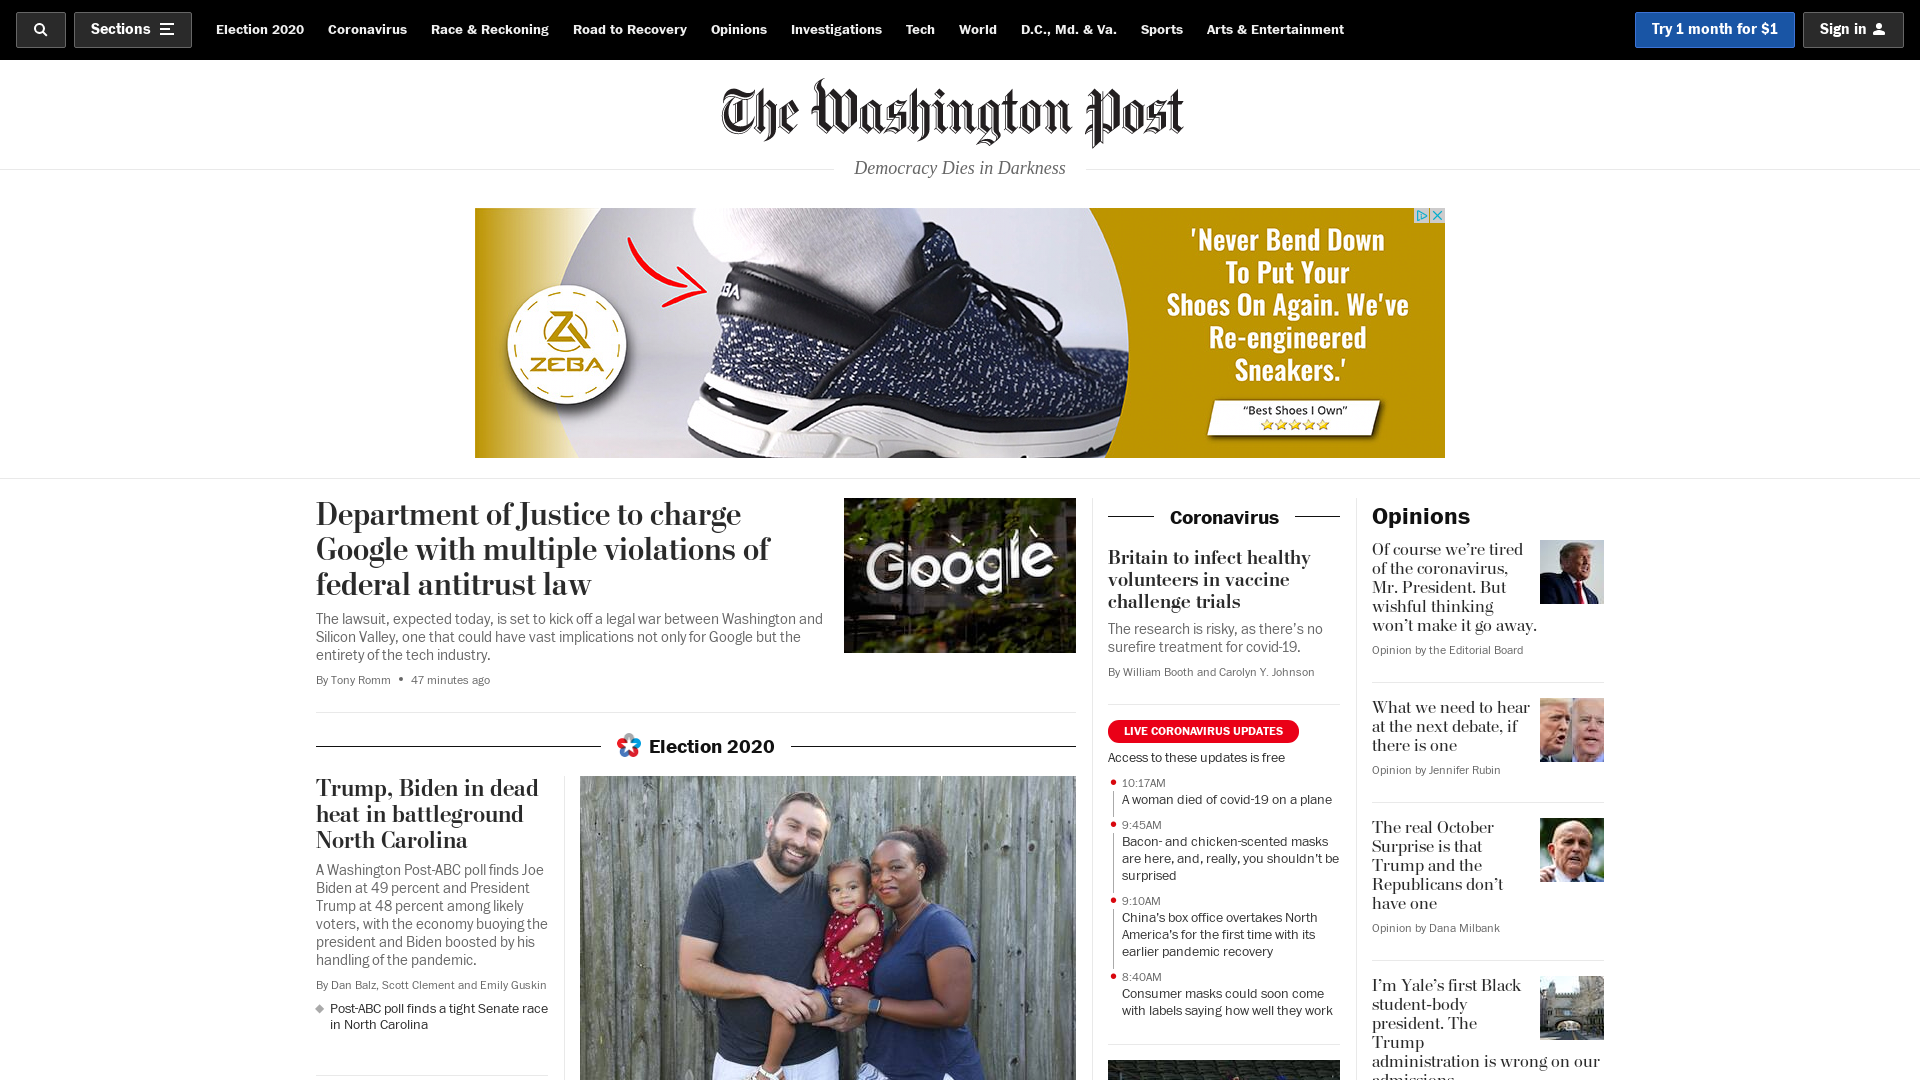 Sections
Election 2020
Coronavirus
Race & Reckoning
Road to Recovery
Opinions
Investigations
Tech
World
D.C., Md. & Va.
Sports
Arts & Entertainment
Try 1 month for $1
Sign in
The Washington Post
Democracy Dies in Darkness
ZEBA
'Never Bend Down
To Put Your
Shoes On Again. We've
Re-engineered
Sneakers.'
“Best Shoes I Own”
Department of Justice to charge
Google with multiple violations of
federal antitrust law
The lawsuit, expected today, is set to kick off a legal war between Washington and
Silicon Valley, one that could have vast implications not only for Google but the
entirety of the tech industry.
By Tony Romm • 47 minutes ago
Google
Election 2020
Trump, Biden in dead
heat in battleground
North Carolina
A Washington Post-ABC poll finds Joe
Biden at 49 percent and President
Trump at 48 percent among likely
voters, with the economy buoying the
president and Biden boosted by his
handling of the pandemic.
By Dan Balz, Scott Clement and Emily Guskin
Post-ABC poll finds a tight Senate race
in North Carolina
Coronavirus
Britain to infect healthy
volunteers in vaccine
challenge trials
The research is risky, as there’s no
surefire treatment for covid-19.
By William Booth and Carolyn Y. Johnson
LIVE CORONAVIRUS UPDATES
Access to these updates is free
10:17AM
A woman died of covid-19 on a plane
9:45AM
Bacon- and chicken-scented masks
are here, and, really, you shouldn’t be
surprised
9:10AM
China’s box office overtakes North
America’s for the first time with its
earlier pandemic recovery
8:40AM
Consumer masks could soon come
with labels saying how well they work
Opinions
Of course we’re tired
of the coronavirus,
Mr. President. But
wishful thinking
won’t make it go away.
Opinion by the Editorial Board
What we need to hear
at the next debate, if
there is one
Opinion by Jennifer Rubin
The real October
Surprise is that
Trump and the
Republicans don’t
have one
Opinion by Dana Milbank
I’m Yale’s first Black
student-body
president. The
Trump
administration is wrong on our
admissions